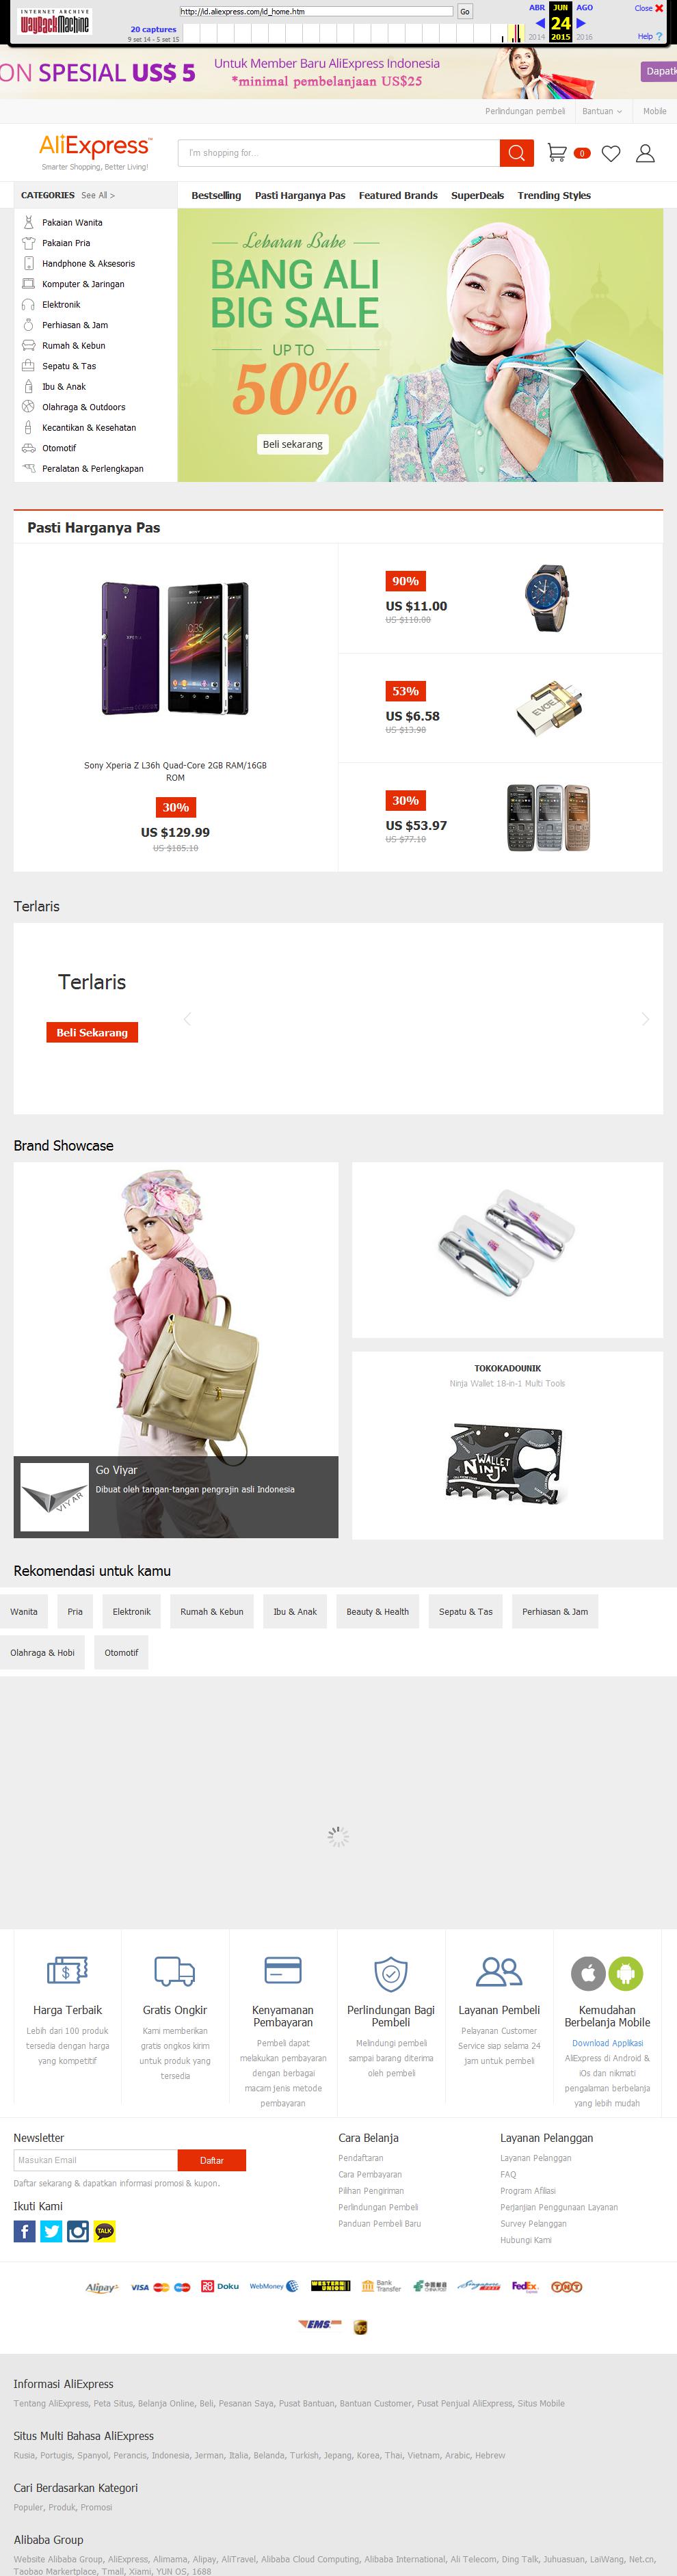 INTERNET ARCHIVE
WayBackMachine
http://id.aliexpress.com/id_home.htm
Go
20 captures
9 set 14 - 5 set 15
ABR JUN AGO
24
2014 2015 2016
Close
Help ?
ON SPESIAL US$ 5
Untuk Member Baru AliExpress Indonesia
*minimal pembelanjaan US$25
Dapatk
Perlindungan pembeli
Bantuan
Mobile
AliExpress™
Smarter Shopping, Better Living!
I'm shopping for...
0
CATEGORIES See All >
Bestselling
Pasti Harganya Pas
Featured Brands
SuperDeals
Trending Styles
Pakaian Wanita
Pakaian Pria
Handphone & Aksesoris
Komputer & Jaringan
Elektronik
Perhiasan & Jam
Rumah & Kebun
Sepatu & Tas
Ibu & Anak
Olahraga & Outdoors
Kecantikan & Kesehatan
Otomotif
Peralatan & Perlengkapan
Lebaran Babe
BANG ALI
BIG SALE
UP TO
50%
Beli sekarang
Pasti Harganya Pas
SONY
XPERIA
Sony Xperia Z L36h Quad-Core 2GB RAM/16GB
ROM
30%
US $129.99
US $185.10
90%
US $11.00
US $110.00
53%
US $6.58
US $13.98
30%
US $53.97
US $77.10
Terlaris
Terlaris
Beli Sekarang
Brand Showcase
VIYAR
Go Viyar
Dibuat oleh tangan-tangan pengrajin asli Indonesia
TOKOKADOUNIK
Ninja Wallet 18-in-1 Multi Tools
WALLET
NINJA
Rekomendasi untuk kamu
Wanita
Pria
Elektronik
Rumah & Kebun
Ibu & Anak
Beauty & Health
Sepatu & Tas
Perhiasan & Jam
Olahraga & Hobi
Otomotif
Harga Terbaik
Lebih dari 100 produk
tersedia dengan harga
yang kompetitif
Gratis Ongkir
Kami memberikan
gratis ongkos kirim
untuk produk yang
tersedia
Kenyamanan
Pembayaran
Pembeli dapat
melakukan pembayaran
dengan berbagai
macam jenis metode
pembayaran
Perlindungan Bagi
Pembeli
Melindungi pembeli
sampai barang diterima
oleh pembeli
Layanan Pembeli
Pelayanan Customer
Service siap selama 24
jam untuk pembeli
Kemudahan
Berbelanja Mobile
Download Applikasi
AliExpress di Android &
iOs dan nikmati
pengalaman berbelanja
yang lebih mudah
Newsletter
Masukan Email
Daftar
Daftar sekarang & dapatkan informasi promosi & kupon.
Ikuti Kami
TALK
Cara Belanja
Pendaftaran
Cara Pembayaran
Pilihan Pengiriman
Perlindungan Pembeli
Panduan Pembeli Baru
Layanan Pelanggan
Layanan Pelanggan
FAQ
Program Afiliasi
Perjanjian Penggunaan Layanan
Survey Pelanggan
Hubungi Kami
Alipay
VISA
Doku
WebMoney
WESTERN UNION
Bank Transfer
中国邮政
CHINA POST
Singapore POST
FedEx
TNT
EMS
ups
Informasi AliExpress
Tentang AliExpress, Peta Situs, Belanja Online, Beli, Pesanan Saya, Pusat Bantuan, Bantuan Customer, Pusat Penjual AliExpress, Situs Mobile
Situs Multi Bahasa AliExpress
Rusia, Portugis, Spanyol, Perancis, Indonesia, Jerman, Italia, Belanda, Turkish, Jepang, Korea, Thai, Vietnam, Arabic, Hebrew
Cari Berdasarkan Kategori
Populer, Produk, Promosi
Alibaba Group
Website Alibaba Group, AliExpress, Alimama, Alipay, AliTravel, Alibaba Cloud Computing, Alibaba International, Ali Telecom, Ding Talk, Juhuasuan, LaiWang, Net.cn,
Taobao Markertplace, Tmall, Xiami, YUN OS, 1688